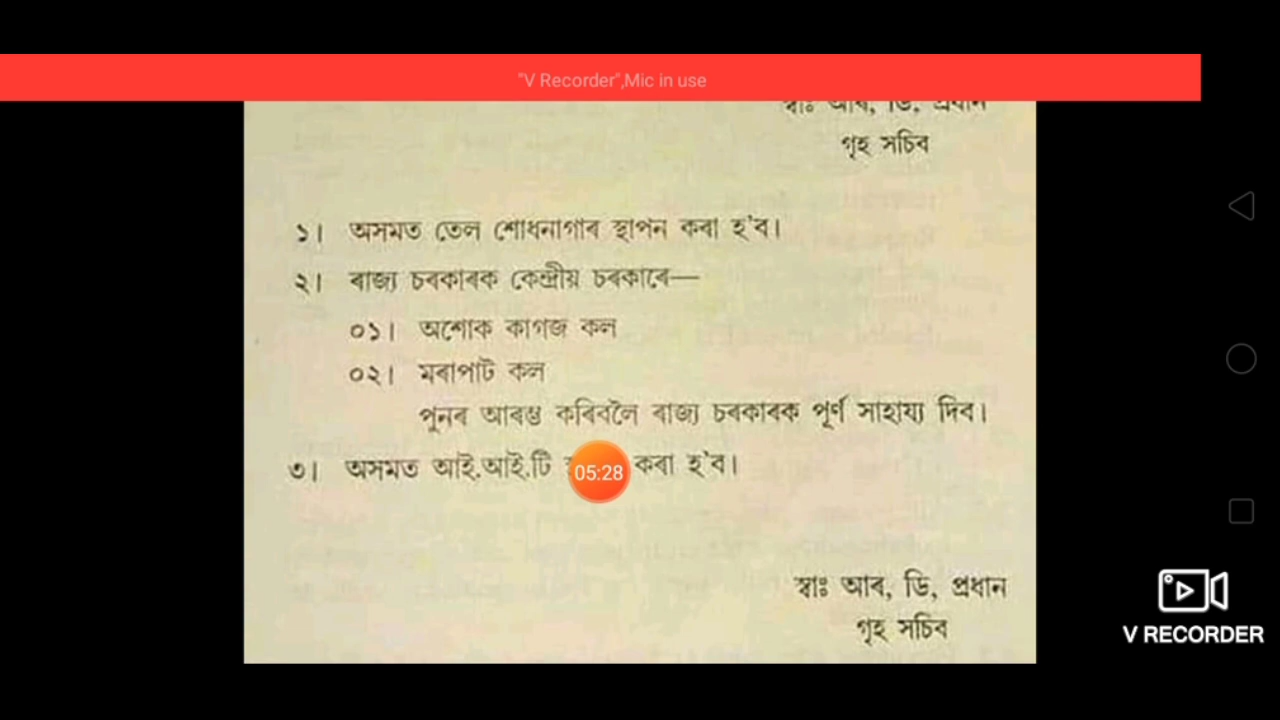 "V Recorder",Mic in use
স্বাঃ আৰ, ডি, প্ৰধান
গৃহ সচিব
১। অসমত তেল শোধনাগাৰ স্থাপন কৰা হ'ব।
২। ৰাজ্য চৰকাৰক কেন্দ্ৰীয় চৰকাৰে—
০১। অশোক কাগজ কল
০২। মৰাপাট কল
পুনৰ আৰম্ভ কৰিবলৈ ৰাজ্য চৰকাৰক পূৰ্ণ সাহায্য দিব।
৩। অসমত আই.আই.টি কৰা হ'ব।
05:28
স্বাঃ আৰ, ডি, প্ৰধান
গৃহ সচিব
V RECORDER